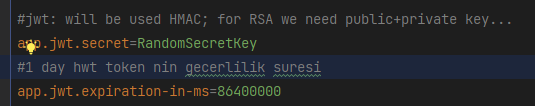 #jwt: will be used HMAC; for RSA we need public+private key...
app.jwt.secret=RandomSecretKey
#1 day hwt token nin gecerlilik suresi
app.jwt.expiration-in-ms=86400000